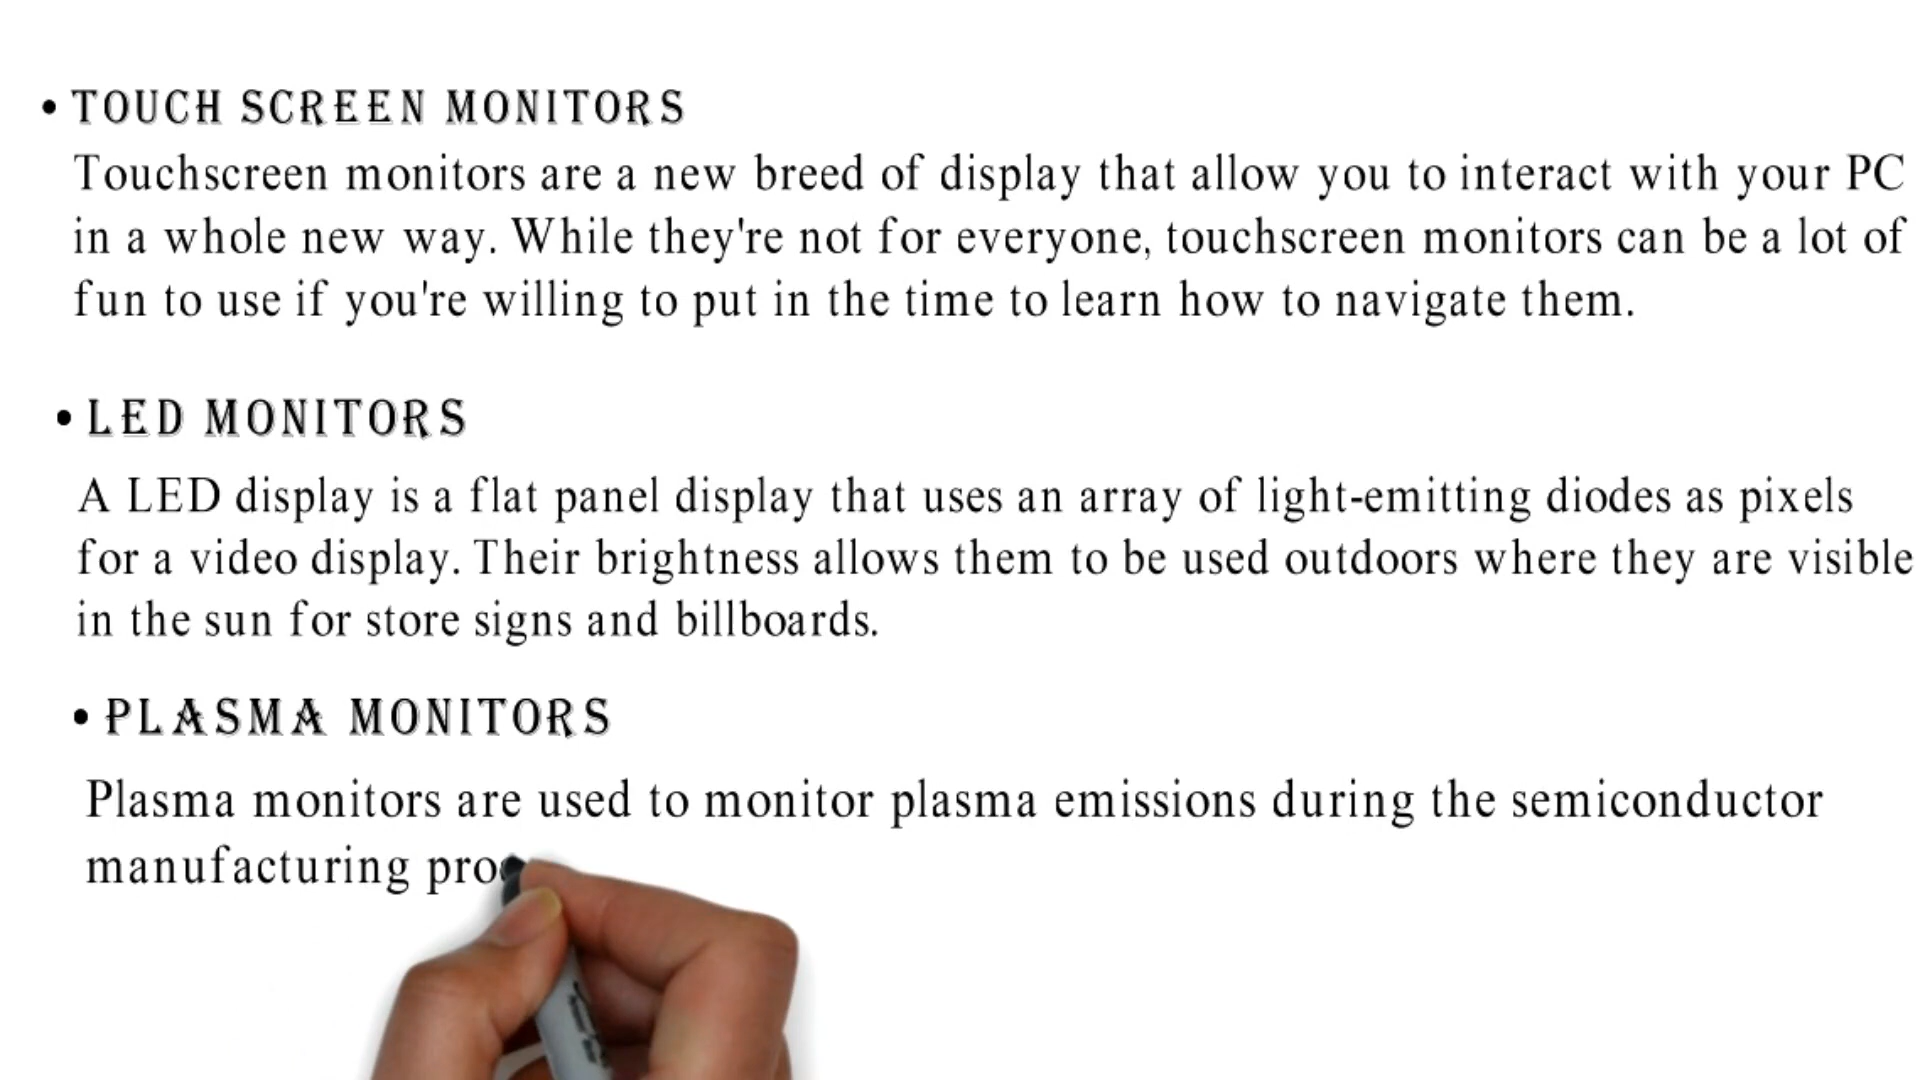 • TOUCH SCREEN MONITORS
Touchscreen monitors are a new breed of display that allow you to interact with your PC
in a whole new way. While they're not for everyone, touchscreen monitors can be a lot of
fun to use if you're willing to put in the time to learn how to navigate them.
• LED MONITORS
A LED display is a flat panel display that uses an array of light-emitting diodes as pixels
for a video display. Their brightness allows them to be used outdoors where they are visible
in the sun for store signs and billboards.
• PLASMA MONITORS
Plasma monitors are used to monitor plasma emissions during the semiconductor
manufacturing pro